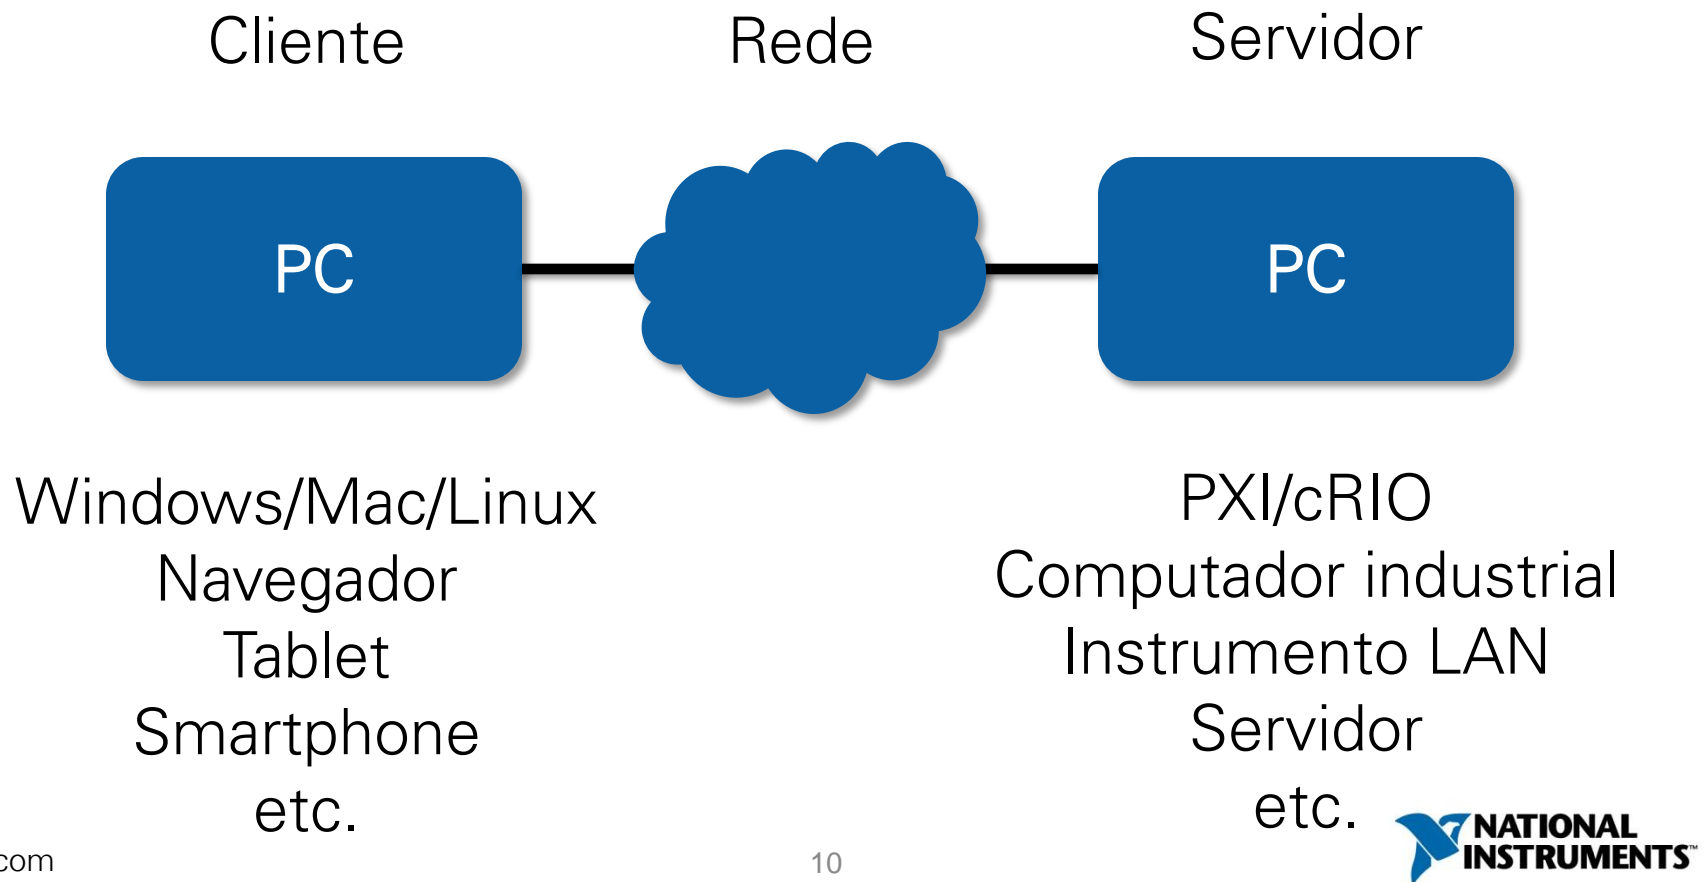 Cliente
Rede
Servidor
PC
PC
Windows/Mac/Linux
Navegador
Tablet
Smartphone
etc.
PXI/cRIO
Computador industrial
Instrumento LAN
Servidor
etc.
com
10
NATIONAL
INSTRUMENTS™